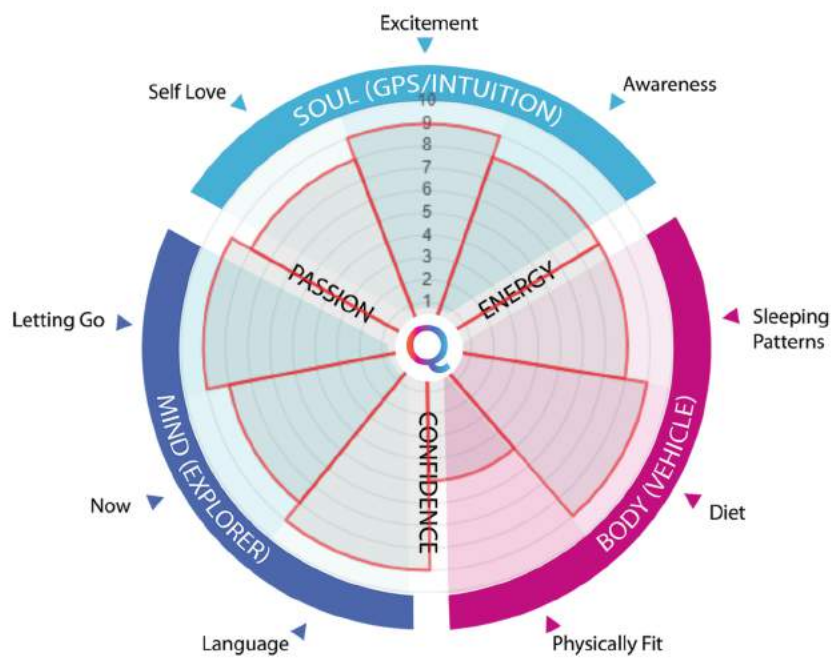 Excitement
Self Love
Awareness
SOUL (GPS/INTUITION)
10
9
8
7
6
5
4
3
2
1
PASSION
ENERGY
Q
CONFIDENCE
Letting Go
Sleeping
Patterns
MIND (EXPLORER)
BODY (VEHICLE)
Now
Diet
Language
Physically Fit